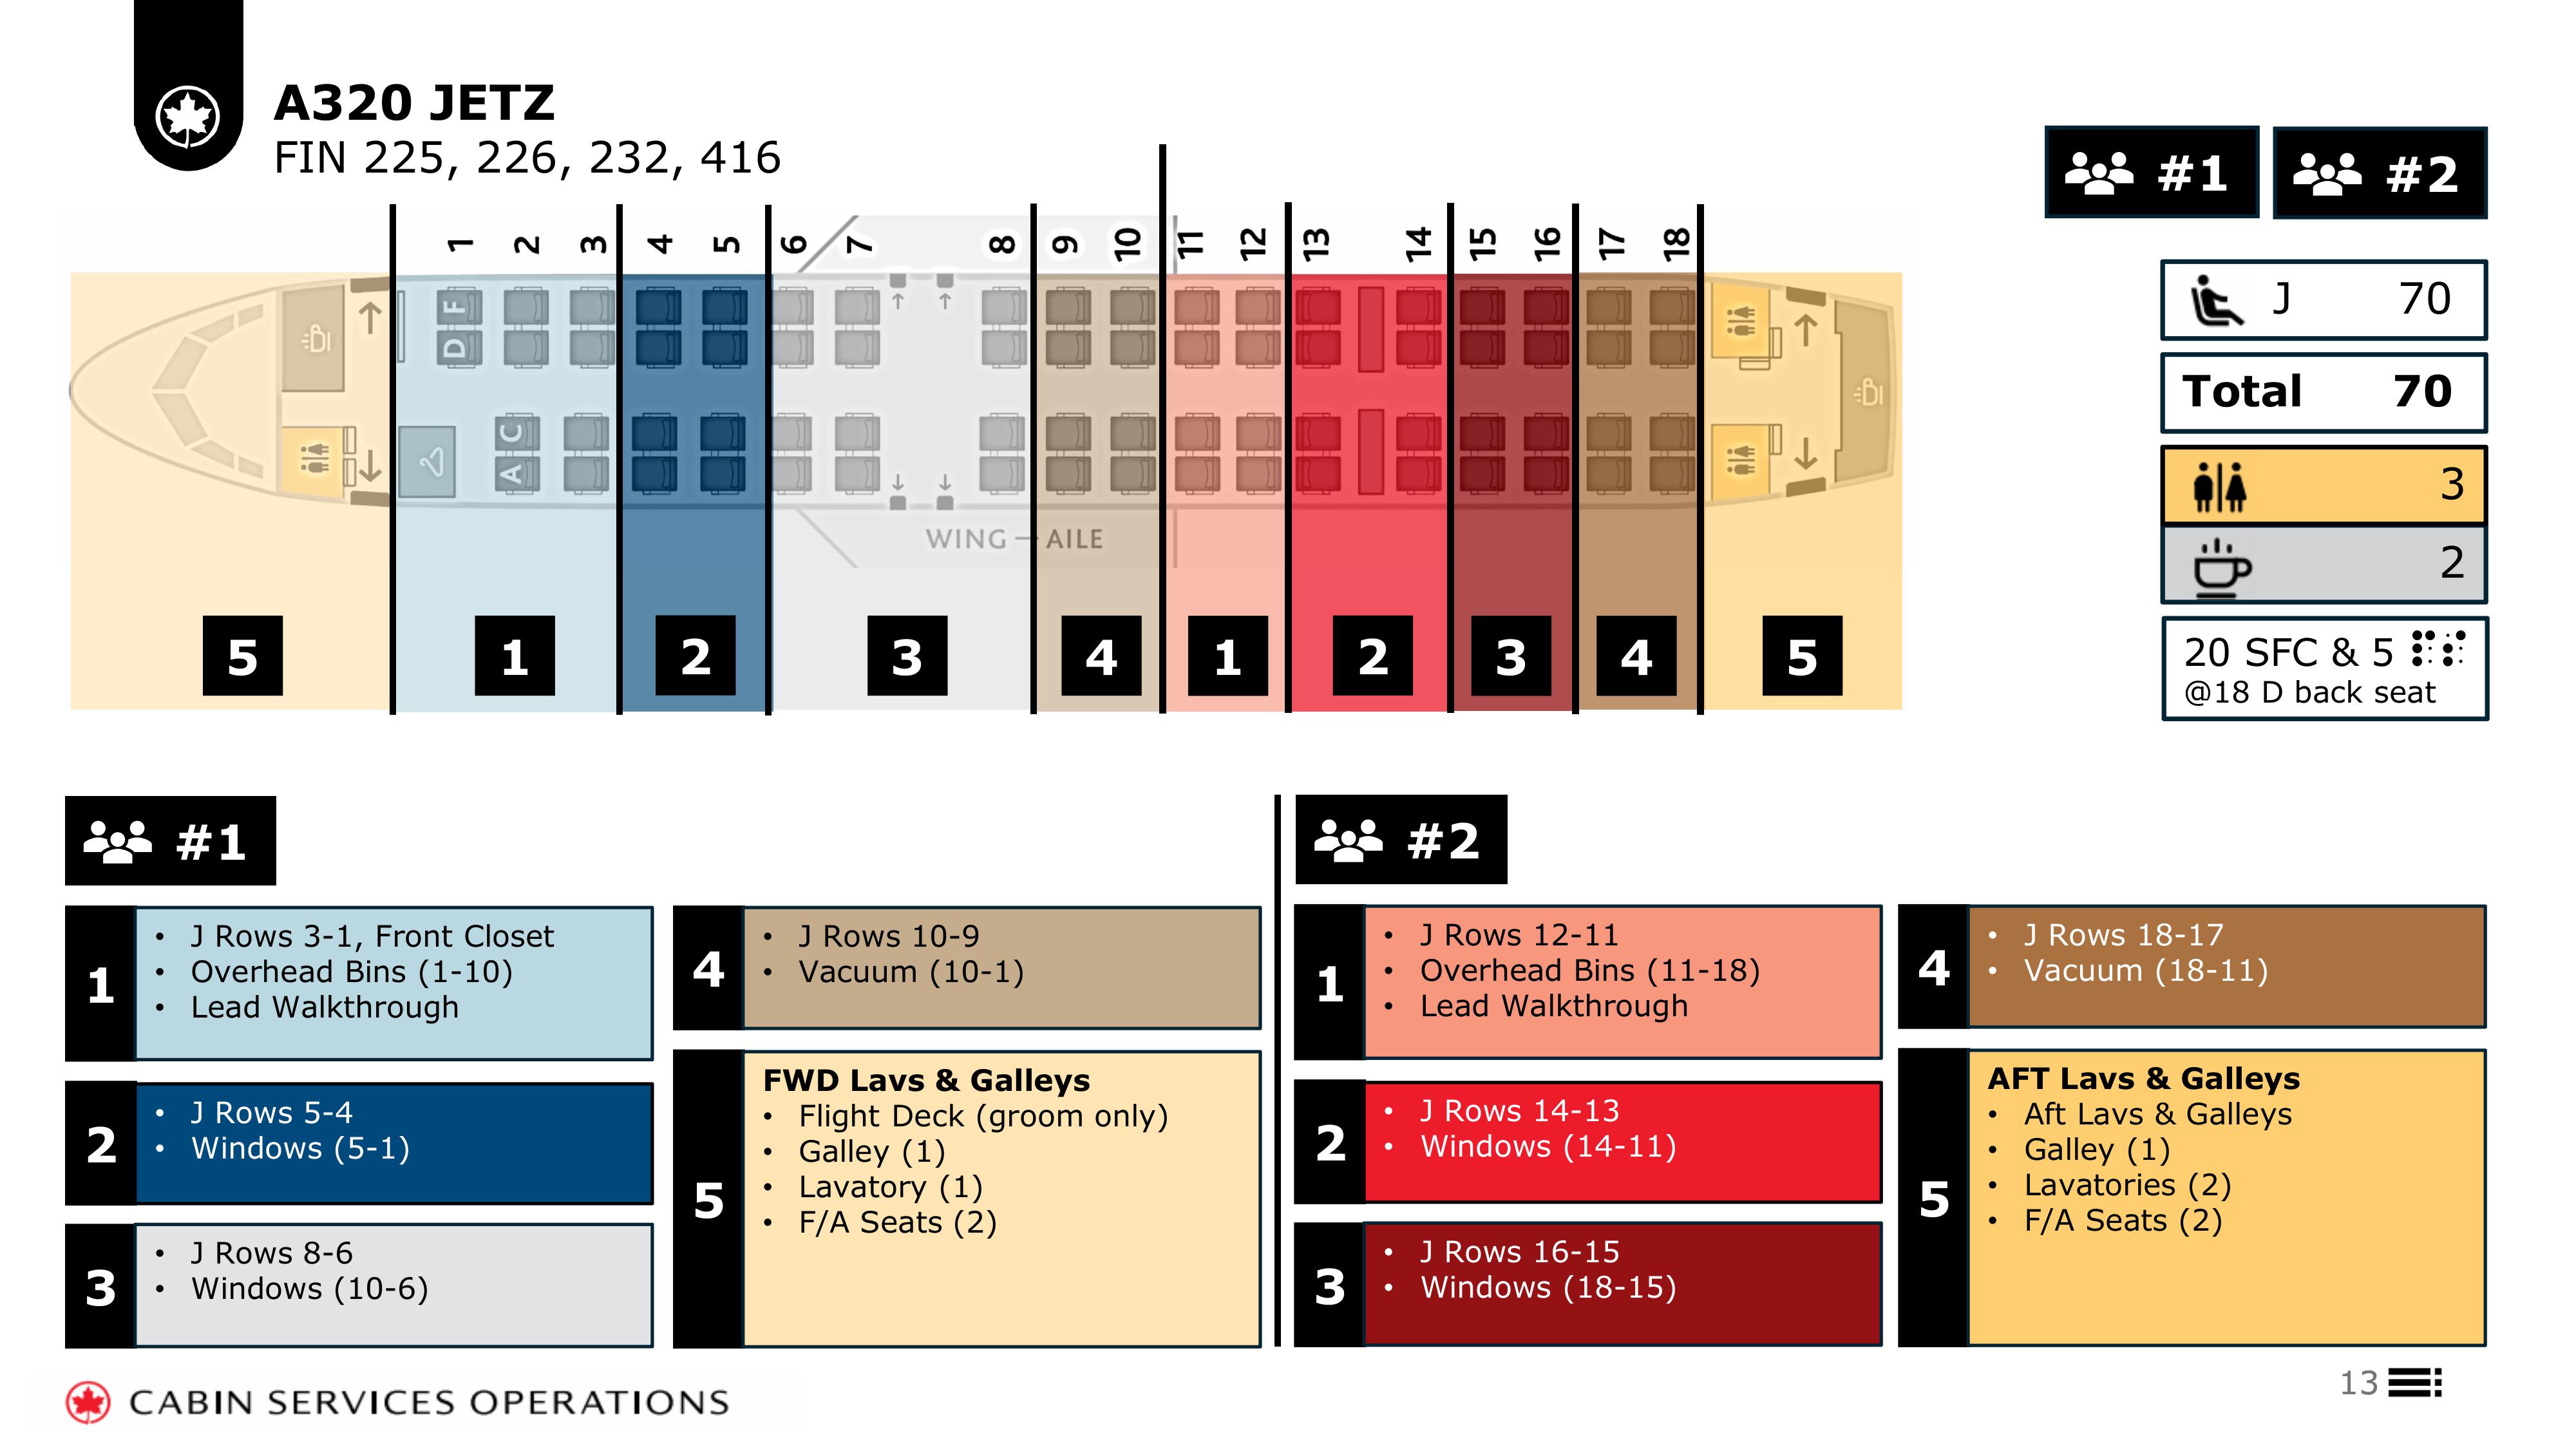 A320 JETZ
FIN 225, 226, 232, 416
#1 #2
1 2 3 4 5 6 7 8 9 10 11 12 13 14 15 16 17 18
F
D
C
A
WING — AILE
5 1 2 3 4 1 2 3 4 5
J 70
Total 70
3
2
20 SFC & 5
@18 D back seat
#1
1
• J Rows 3-1, Front Closet
• Overhead Bins (1-10)
• Lead Walkthrough
2
• J Rows 5-4
• Windows (5-1)
3
• J Rows 8-6
• Windows (10-6)
4
• J Rows 10-9
• Vacuum (10-1)
5
FWD Lavs & Galleys
• Flight Deck (groom only)
• Galley (1)
• Lavatory (1)
• F/A Seats (2)
#2
1
• J Rows 12-11
• Overhead Bins (11-18)
• Lead Walkthrough
2
• J Rows 14-13
• Windows (14-11)
3
• J Rows 16-15
• Windows (18-15)
4
• J Rows 18-17
• Vacuum (18-11)
5
AFT Lavs & Galleys
• Aft Lavs & Galleys
• Galley (1)
• Lavatories (2)
• F/A Seats (2)
CABIN SERVICES OPERATIONS
13